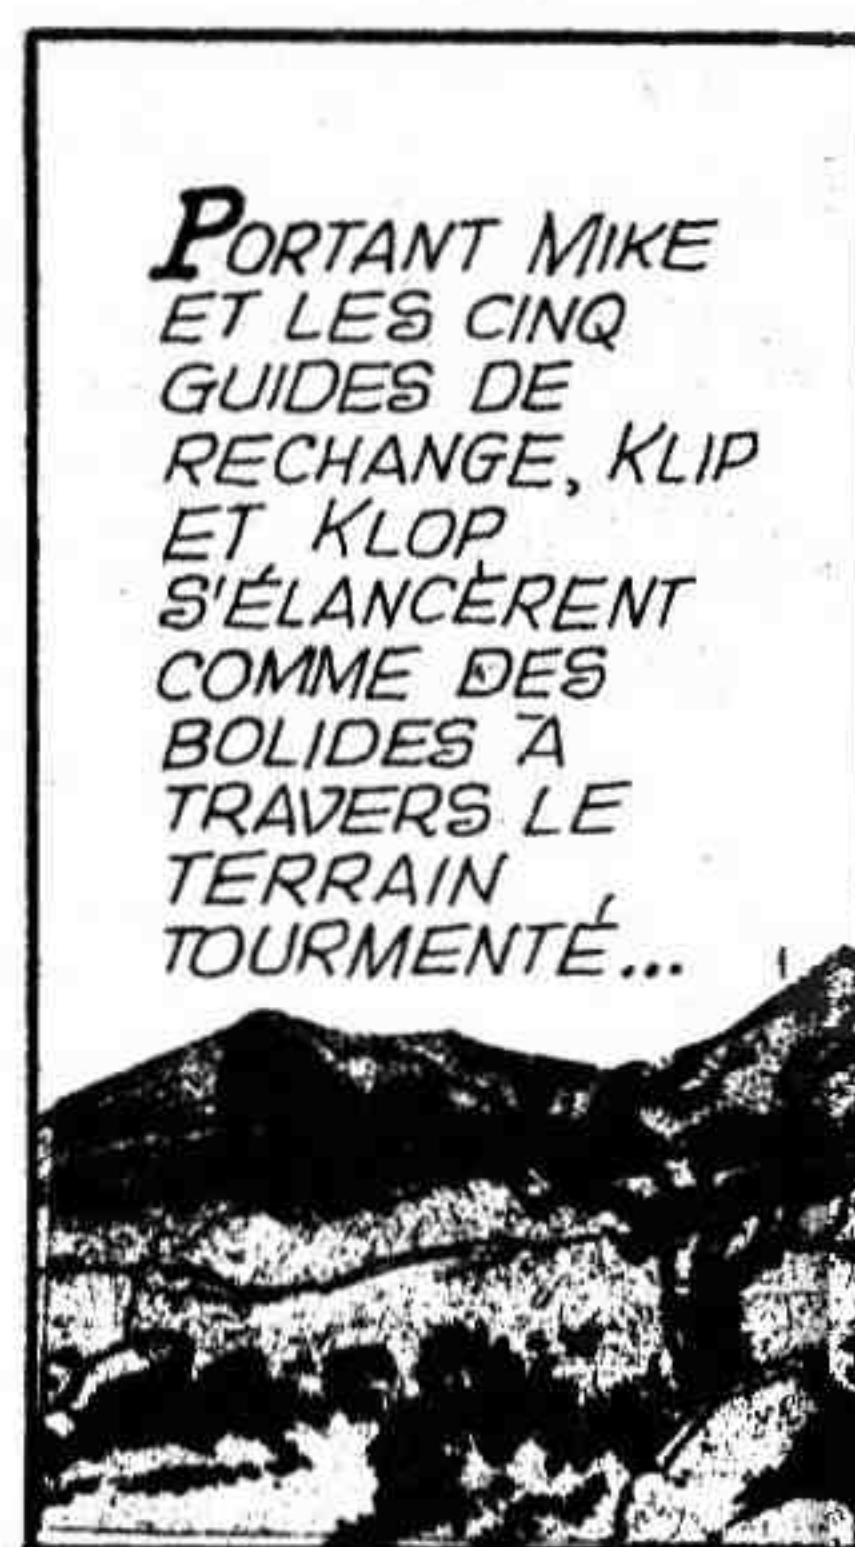 PORTANT MIKE
ET LES CINQ
GUIDES DE
RECHANGE, KLIP
ET KLOP
S'ÉLANCÈRENT
COMME DES
BOLIDES À
TRAVERS LE
TERRAIN
TOURMENTÉ...